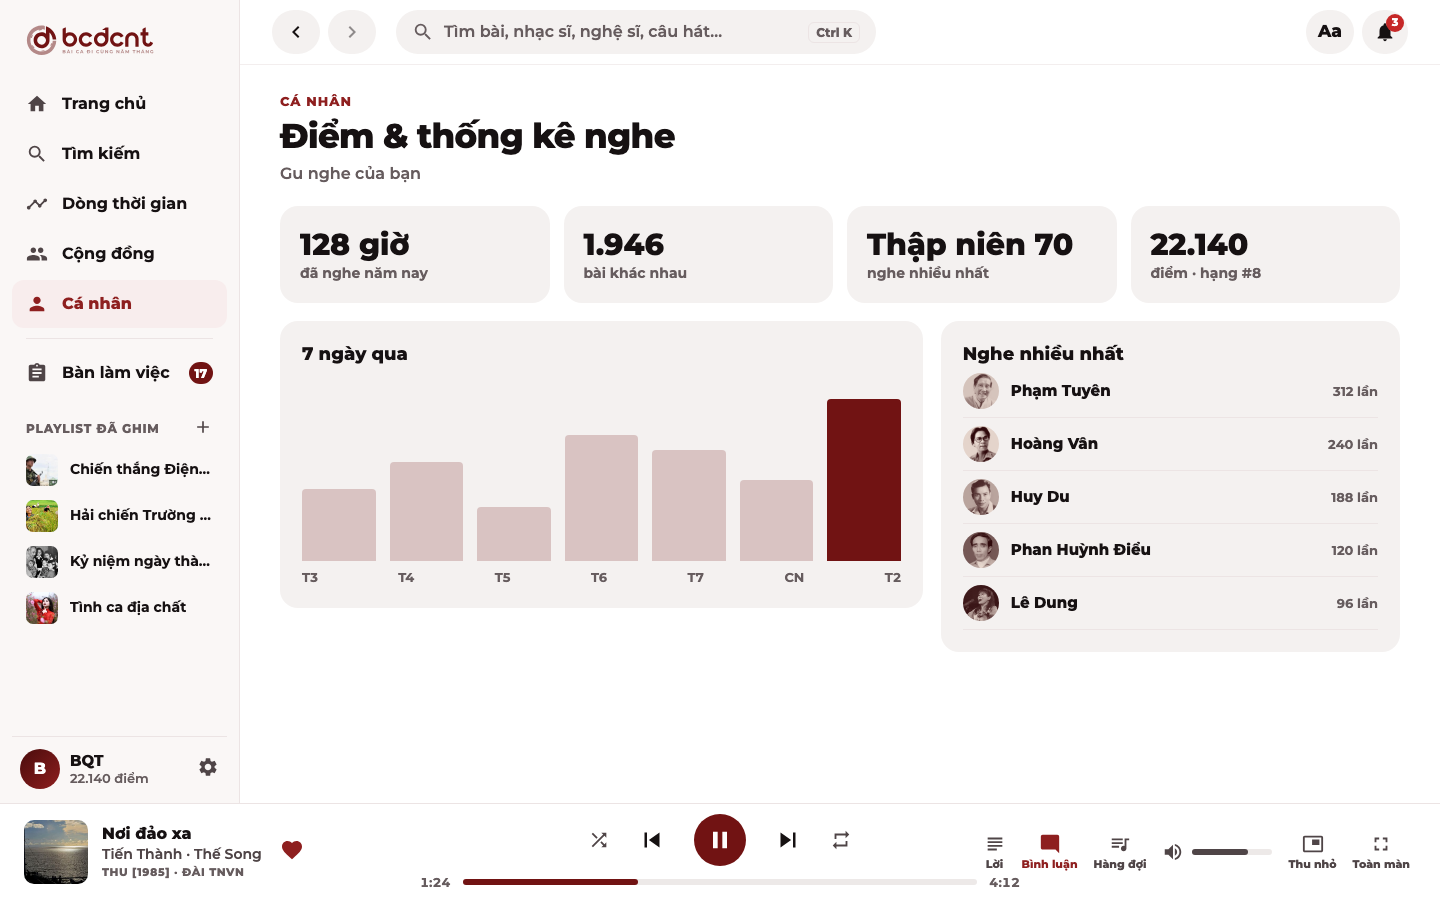 bcdcnt
BÀI CA ĐI CÙNG NĂM THÁNG
Trang chủ
Tìm kiếm
Dòng thời gian
Cộng đồng
Cá nhân
Bàn làm việc
17
PLAYLIST ĐÃ GHIM
Chiến thắng Điện...
Hải chiến Trường ...
Kỷ niệm ngày thà...
Tình ca địa chất
B
BQT
22.140 điểm
Tìm bài, nhạc sĩ, nghệ sĩ, câu hát...
Ctrl K
Aa
3
CÁ NHÂN
Điểm & thống kê nghe
Gu nghe của bạn
128 giờ
đã nghe năm nay
1.946
bài khác nhau
Thập niên 70
nghe nhiều nhất
22.140
điểm · hạng #8
7 ngày qua
T3 T4 T5 T6 T7 CN T2
Nghe nhiều nhất
Phạm Tuyên 312 lần
Hoàng Vân 240 lần
Huy Du 188 lần
Phan Huỳnh Điểu 120 lần
Lê Dung 96 lần
Nơi đảo xa
Tiến Thành · Thế Song
THU [1985] · ĐÀI TNVN
1:24
4:12
Lời
Bình luận
Hàng đợi
Thu nhỏ
Toàn màn